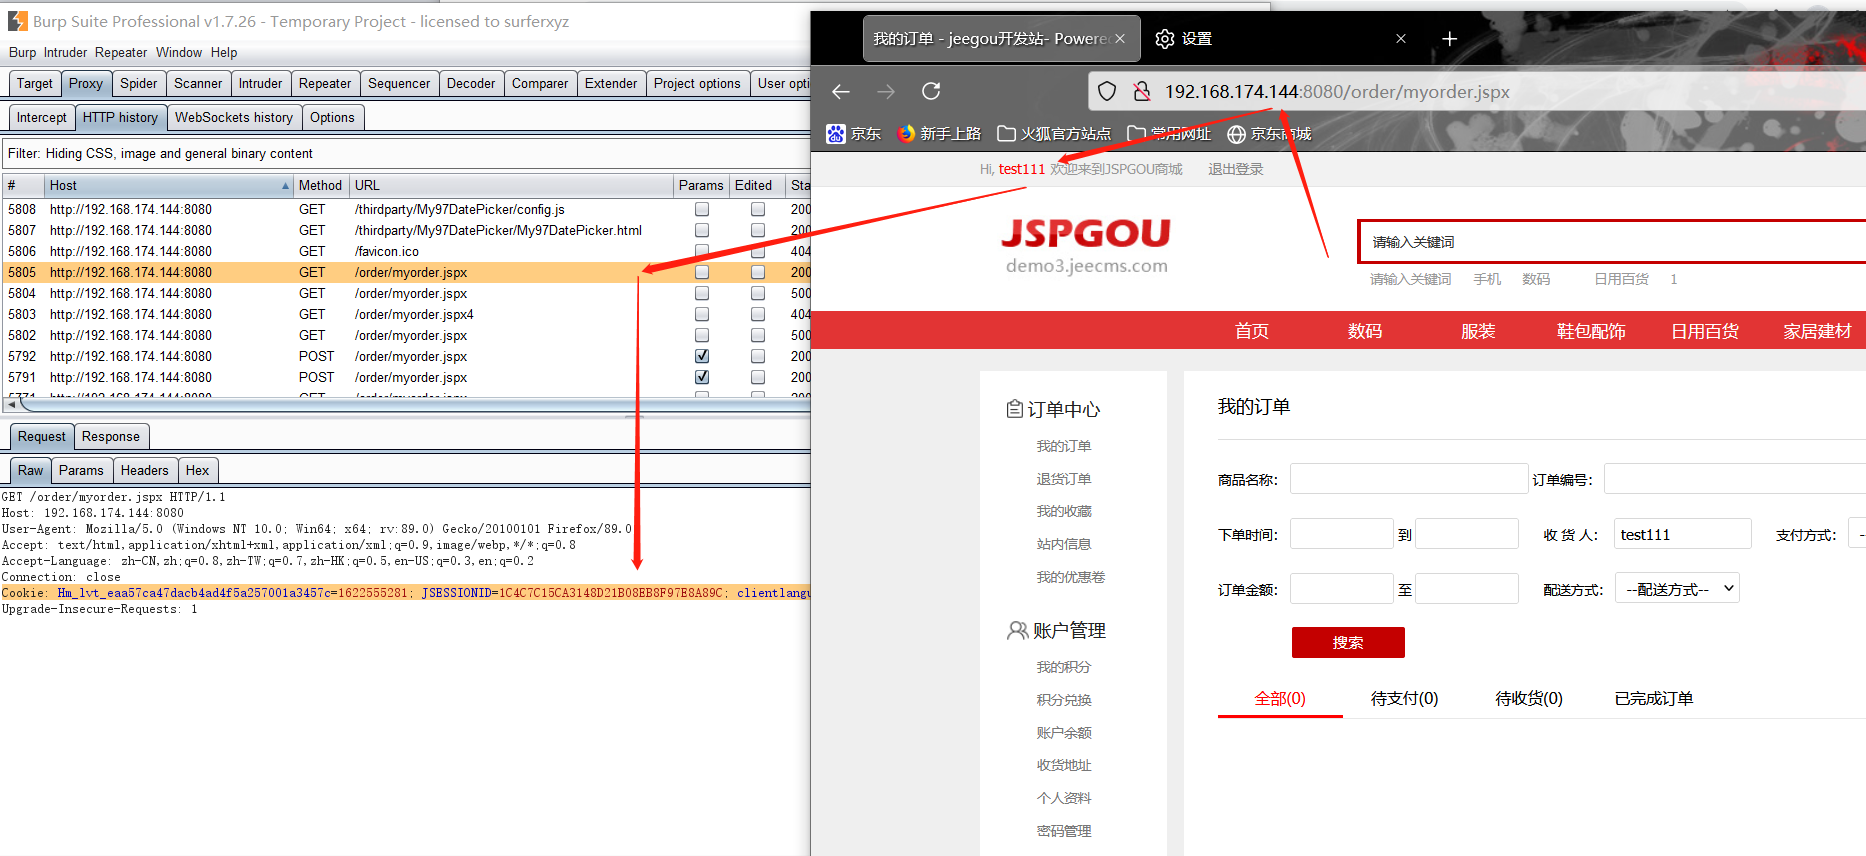 Burp Suite Professional v1.7.26 - Temporary Project - licensed to surferxyz
Burp Intruder Repeater Window Help
Target Proxy Spider Scanner Intruder Repeater Sequencer Decoder Comparer Extender Project options User opti
Intercept HTTP history WebSockets history Options
Filter: Hiding CSS, image and general binary content
# Host Method URL Params Edited Sta
5808 http://192.168.174.144:8080 GET /thirdparty/My97DatePicker/config.js 200
5807 http://192.168.174.144:8080 GET /thirdparty/My97DatePicker/My97DatePicker.html 200
5806 http://192.168.174.144:8080 GET /favicon.ico 404
5805 http://192.168.174.144:8080 GET /order/myorder.jspx 200
5804 http://192.168.174.144:8080 GET /order/myorder.jspx 500
5803 http://192.168.174.144:8080 GET /order/myorder.jspx4 404
5802 http://192.168.174.144:8080 GET /order/myorder.jspx 500
5792 http://192.168.174.144:8080 POST /order/myorder.jspx 200
5791 http://192.168.174.144:8080 POST /order/myorder.jspx 200
Request Response
Raw Params Headers Hex
GET /order/myorder.jspx HTTP/1.1
Host: 192.168.174.144:8080
User-Agent: Mozilla/5.0 (Windows NT 10.0; Win64; x64; rv:89.0) Gecko/20100101 Firefox/89.0
Accept: text/html,application/xhtml+xml,application/xml;q=0.9,image/webp,*/*;q=0.8
Accept-Language: zh-CN,zh;q=0.8,zh-TW;q=0.7,zh-HK;q=0.5,en-US;q=0.3,en;q=0.2
Connection: close
Cookie: Hm_lvt_eaa57ca47dacb4ad4f5a257001a3457c=1622555281; JSESSIONID=1C4C7C15CA3148D21B08EB8F97E8A89C; clientlangu
Upgrade-Insecure-Requests: 1
我的订单 - jeegou开发站- Powered
设置
192.168.174.144:8080/order/myorder.jspx
京东 新手上路 火狐官方站点 常用网址 京东商城
Hi, test111 欢迎来到JSPGOU商城 退出登录
JSPGOU
demo3.jeecms.com
请输入关键词
请输入关键词 手机 数码 日用百货 1
首页 数码 服装 鞋包配饰 日用百货 家居建材
订单中心
我的订单
退货订单
我的收藏
站内信息
我的优惠卷
账户管理
我的积分
积分兑换
账户余额
收货地址
个人资料
密码管理
我的订单
商品名称: 订单编号:
下单时间: 到 收 货 人: test111 支付方式: -
订单金额: 至 配送方式: --配送方式--
搜索
全部(0) 待支付(0) 待收货(0) 已完成订单